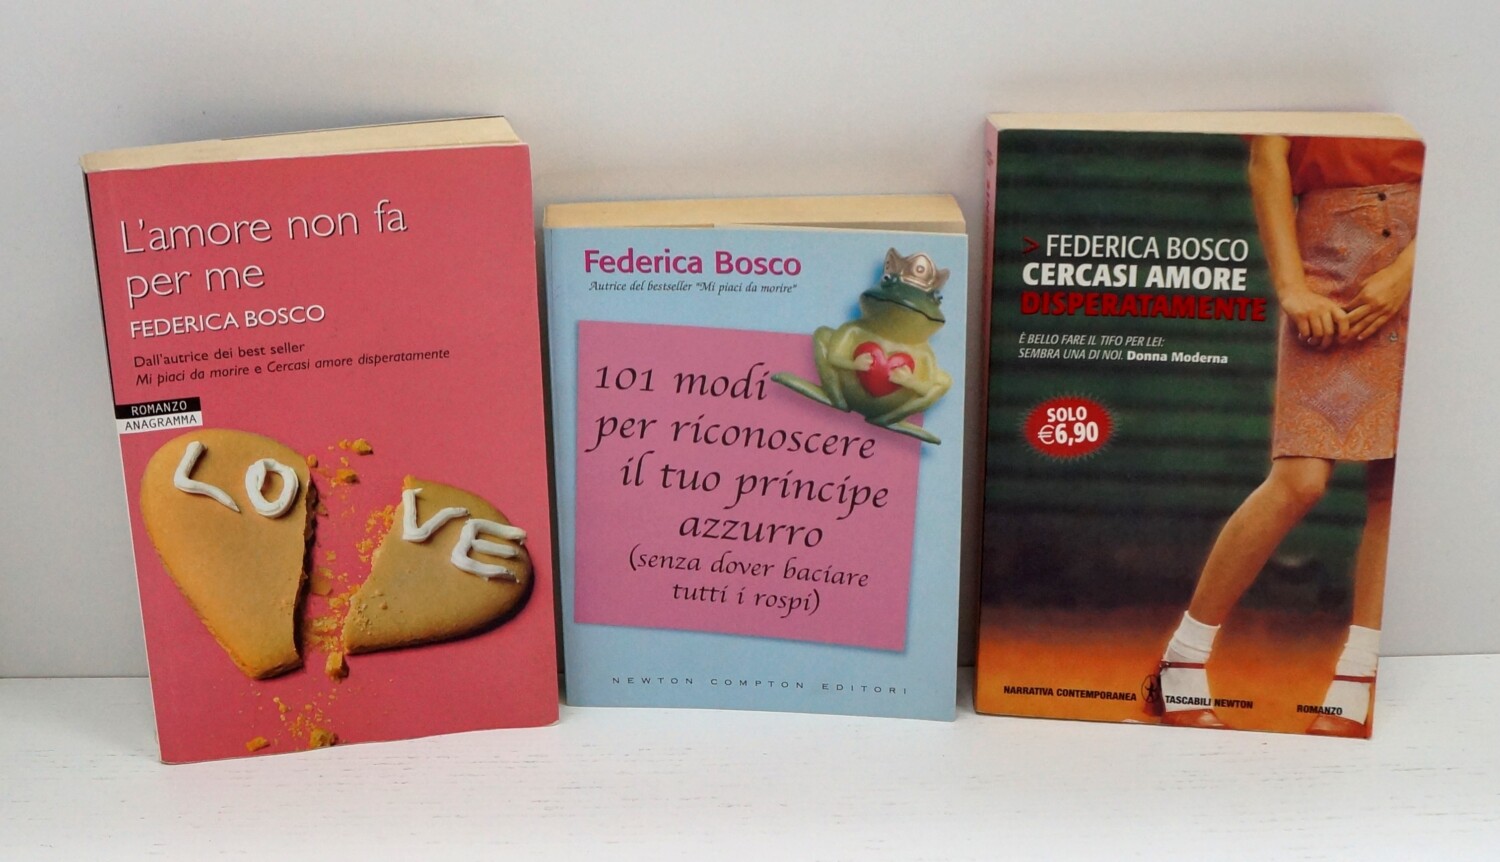 L'amore non fa
per me
FEDERICA BOSCO
Dall'autrice dei best seller
Mi piaci da morire e Cercasi amore disperatamente
ROMANZO
ANAGRAMMA
LOVE
Federica Bosco
Autrice del bestseller "Mi piaci da morire"
101 modi
per riconoscere
il tuo principe
azzurro
(senza dover baciare
tutti i rospi)
NEWTON COMPTON EDITORI
> FEDERICA BOSCO
CERCASI AMORE
DISPERATAMENTE
È BELLO FARE IL TIFO PER LEI:
SEMBRA UNA DI NOI. Donna Moderna
SOLO
€6,90
NARRATIVA CONTEMPORANEA TASCABILI NEWTON ROMANZO